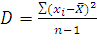 D = ∑(xᵢ−X̄)² / n−1